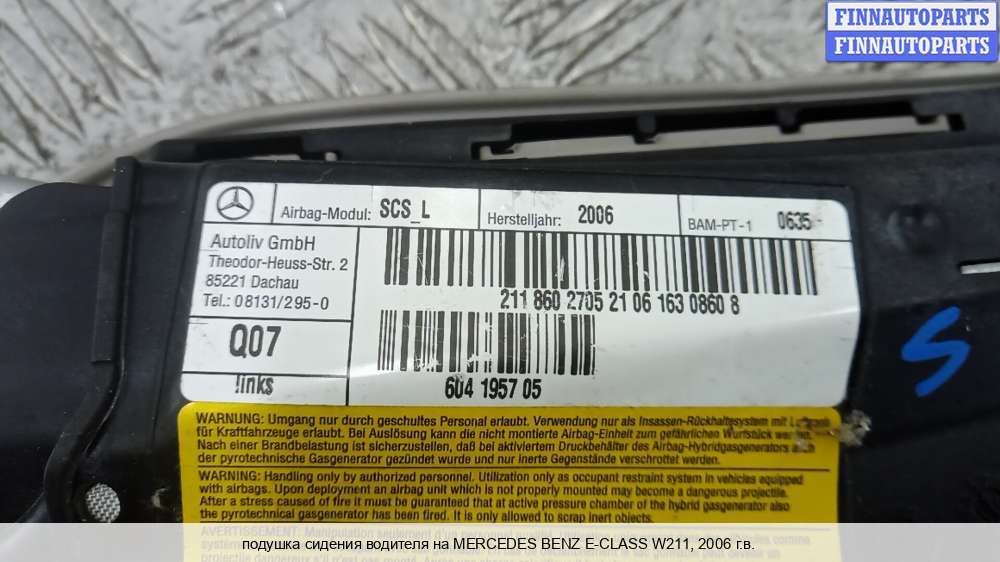 FINNAUTOPARTS
FINNAUTOPARTS
Airbag-Modul: SCS_L
Herstelljahr: 2006
BAM-PT-1 0635
Autoliv GmbH
Theodor-Heuss-Str. 2
85221 Dachau
Tel.: 08131/295-0
211 860 2705 21 06 163 0860 8
Q07
links
604 1957 05
WARNUNG: Umgang nur durch geschultes Personal erlaubt. Verwendung nur als Insassen-Rückhaltesystem mit
für Kraftfahrzeuge erlaubt. Bei Auslösung kann die nicht montierte Airbag-Einheit zum gefährlichen Wurfstück werden.
Nach einer Brandbelastung ist sicherzustellen, daß bei aktiviertem Druckbehälter des Airbag-Hybridgasgenerators auch
der pyrotechnische Gasgenerator gezündet wurde und nur inerte Gegenstände verschrottet werden.
WARNING: Handling only by authorized personnel. Utilization only as occupant restraint system in vehicles equipped
with airbags. Upon deployment an airbag unit which is not properly mounted may become a dangerous projectile.
After a stress causes of fire it must be guaranteed that at active pressure chamber of the hybrid gasgenerator also
the pyrotechnical gasgenerator has been fired. It is only allowed to scrap inert objects.
AVERTISSEMENT: Manipulation seulement
S
подушка сидения водителя на MERCEDES BENZ E-CLASS W211, 2006 г.в.